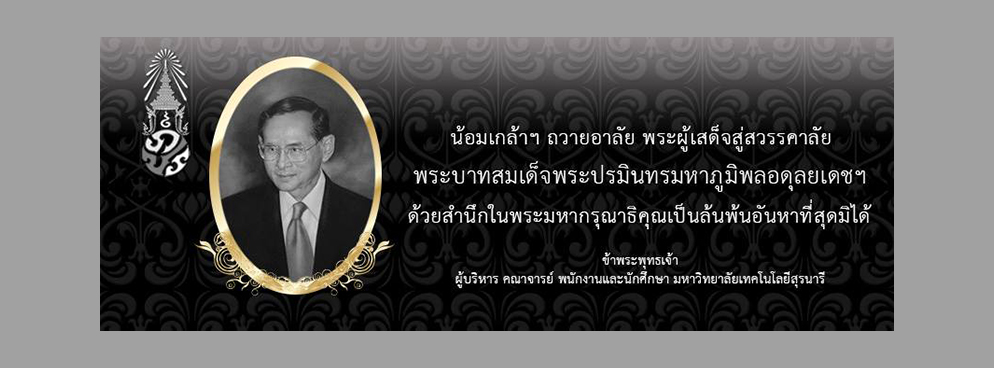 น้อมเกล้าฯ ถวายอาลัย พระผู้เสด็จสู่สวรรคาลัย
พระบาทสมเด็จพระปรมินทรมหาภูมิพลอดุลยเดชฯ
ด้วยสำนึกในพระมหากรุณาธิคุณเป็นล้นพ้นอันหาที่สุดมิได้
ข้าพระพุทธเจ้า
ผู้บริหาร คณาจารย์ พนักงานและนักศึกษา มหาวิทยาลัยเทคโนโลยีสุรนารี